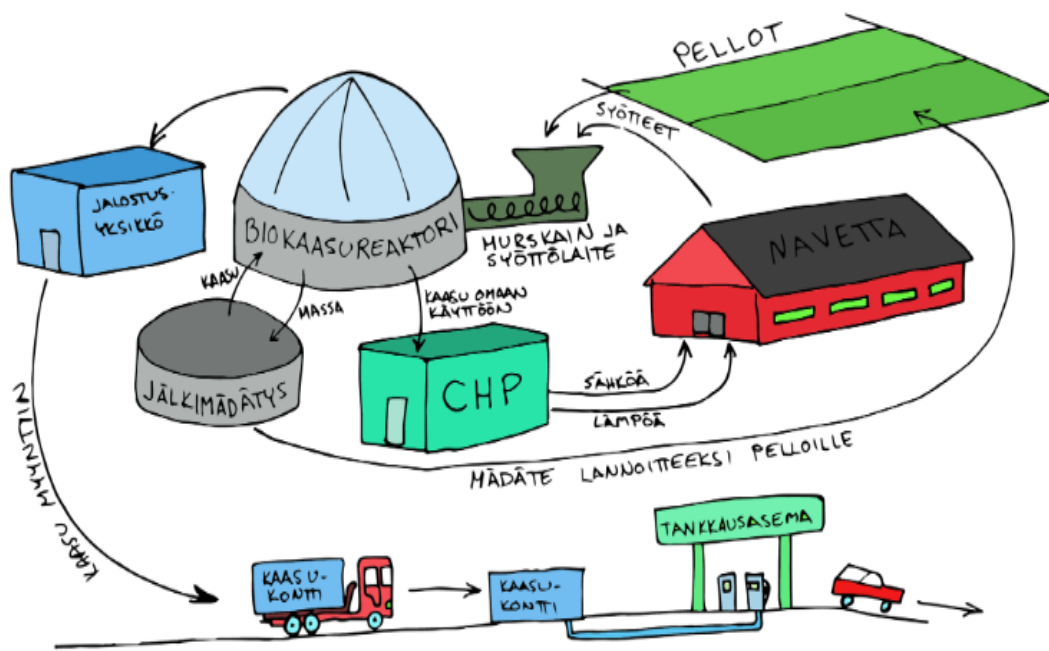 PELLOT
SYÖTTEET
JALOSTUS-
YKSIKKÖ
BIOKAASUREAKTORI
MURSKAIN JA
SYÖTTÖLAITE
NAVETTA
KAASU
MASSA
KAASU OMAAN
KÄYTTÖÖN
JÄLKIMÄDÄTYS
CHP
SÄHKÖÄ
LÄMPÖÄ
MÄDÄTE LANNOITTEEKSI PELLOILLE
KAASU MYYNTIIN
TANKKAUSASEMA
KAASU-
KONTTI
KAASU-
KONTTI